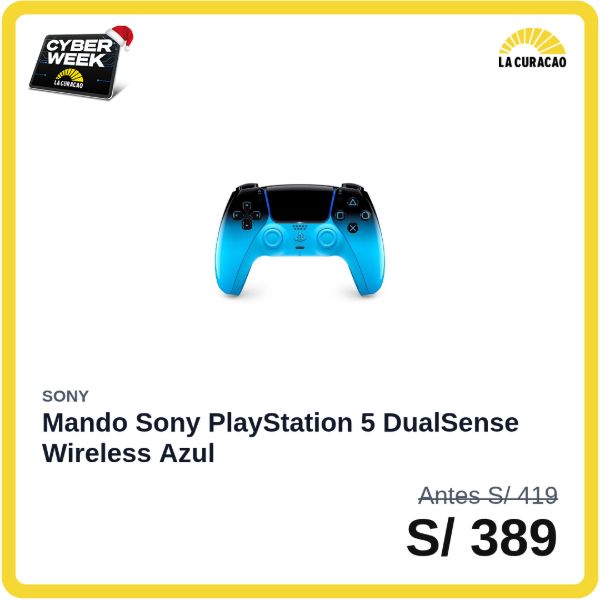 CYBER
WEEK
LA CURACAO
LA CURACAO
SONY
Mando Sony PlayStation 5 DualSense
Wireless Azul
Antes S/ 419
S/ 389